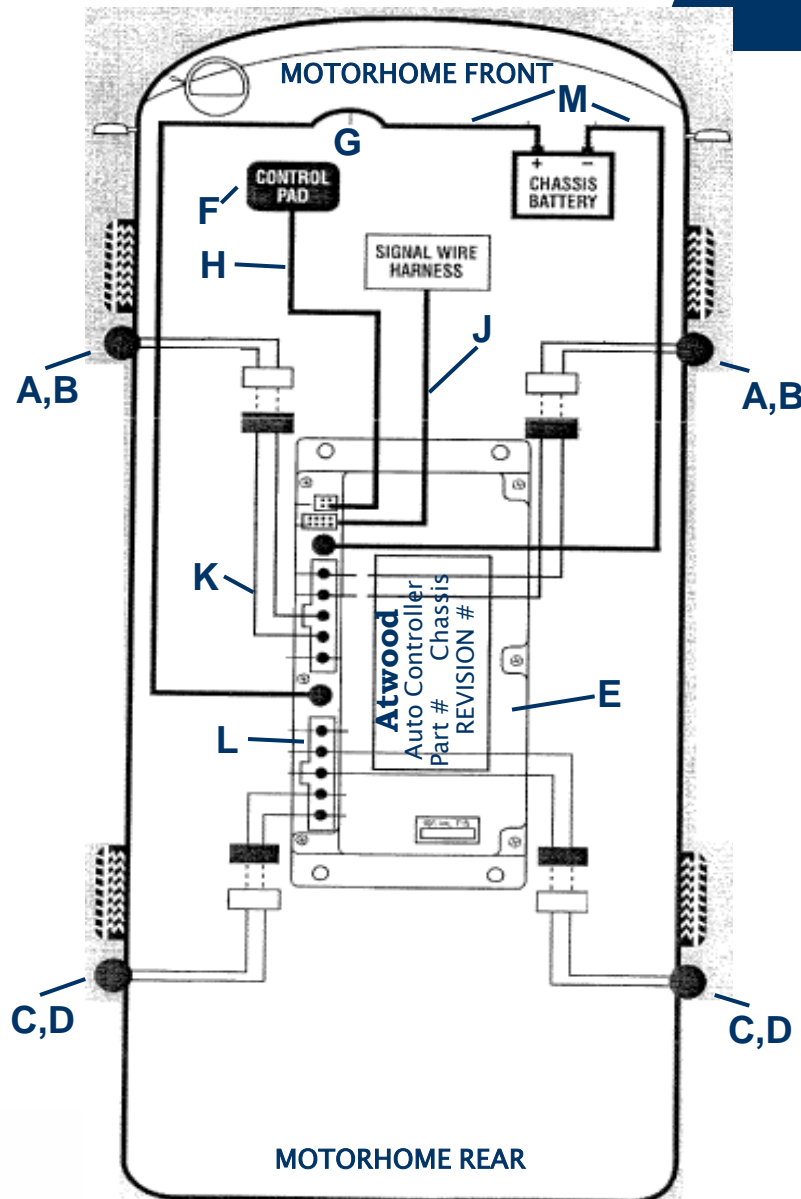 MOTORHOME FRONT
M
G
+ −
CHASSIS
BATTERY
CONTROL
PAD
F
SIGNAL WIRE
HARNESS
H
J
A,B
A,B
K
Atwood
Auto Controller
Part # Chassis
REVISION #
E
L
C,D
C,D
MOTORHOME REAR